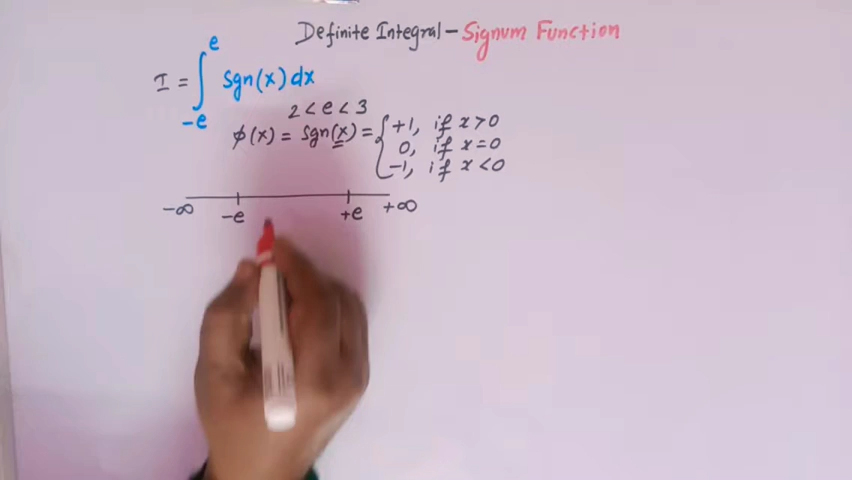 Definite Integral - Signum Function
I = ∫_{-e}^{e} Sgn(x) dx
2 < e < 3
φ(x) = Sgn(x) = { +1, if x > 0
0, if x = 0
-1, if x < 0
-∞ -e +e +∞